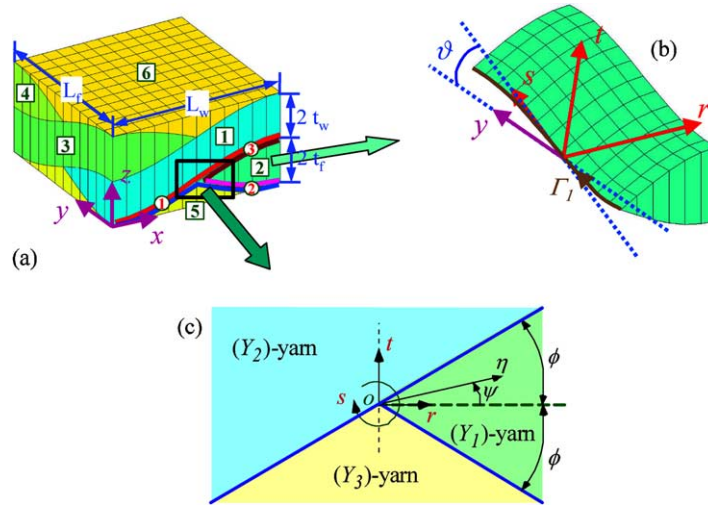 (a)
6
4
3
1
2
5
L_f
L_w
2 t_w
2 t_f
z
y
x
1
2
3
(b)
ϑ
s
t
r
y
Γ_1
(c)
(Y_2)-yarn
t
s
o
r
η
ψ
ϕ
(Y_1)-yarn
ϕ
(Y_3)-yarn